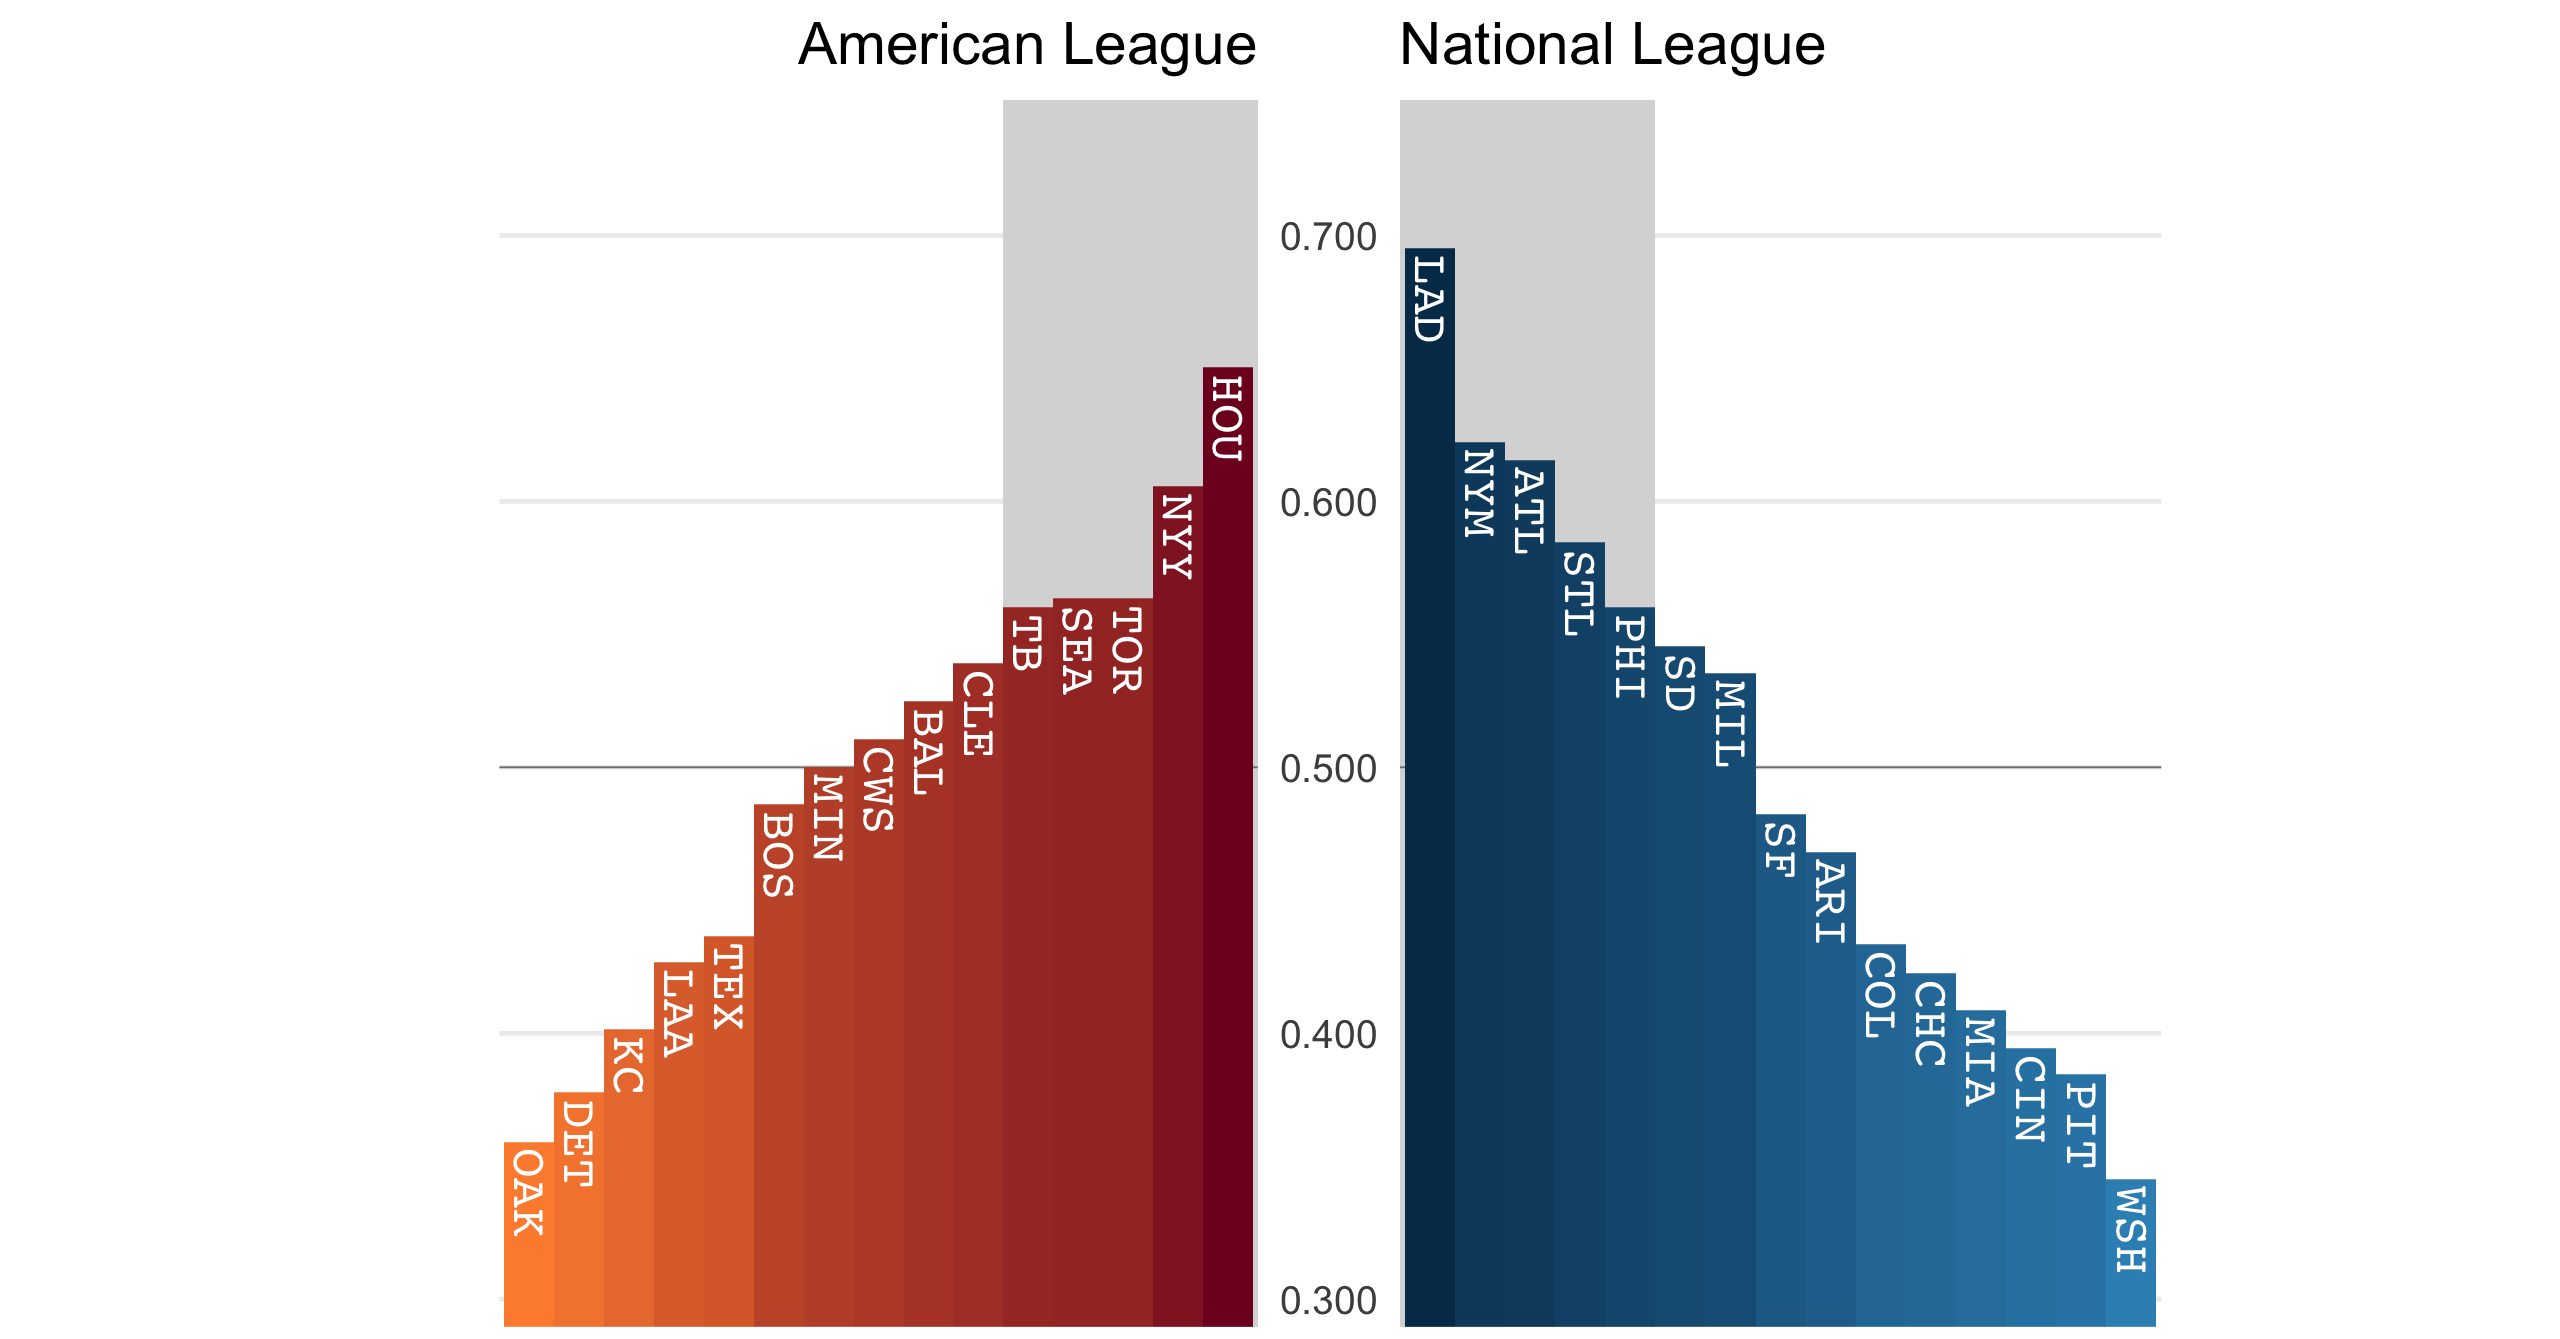 American League
National League
0.700
0.600
0.500
0.400
0.300
OAK
DET
KC
LAA
TEX
BOS
MIN
CWS
BAL
CLE
TB
SEA
TOR
NYY
HOU
LAD
NYM
ATL
STL
PHI
SD
MIL
SF
ARI
COL
CHC
MIA
CIN
PIT
WSH